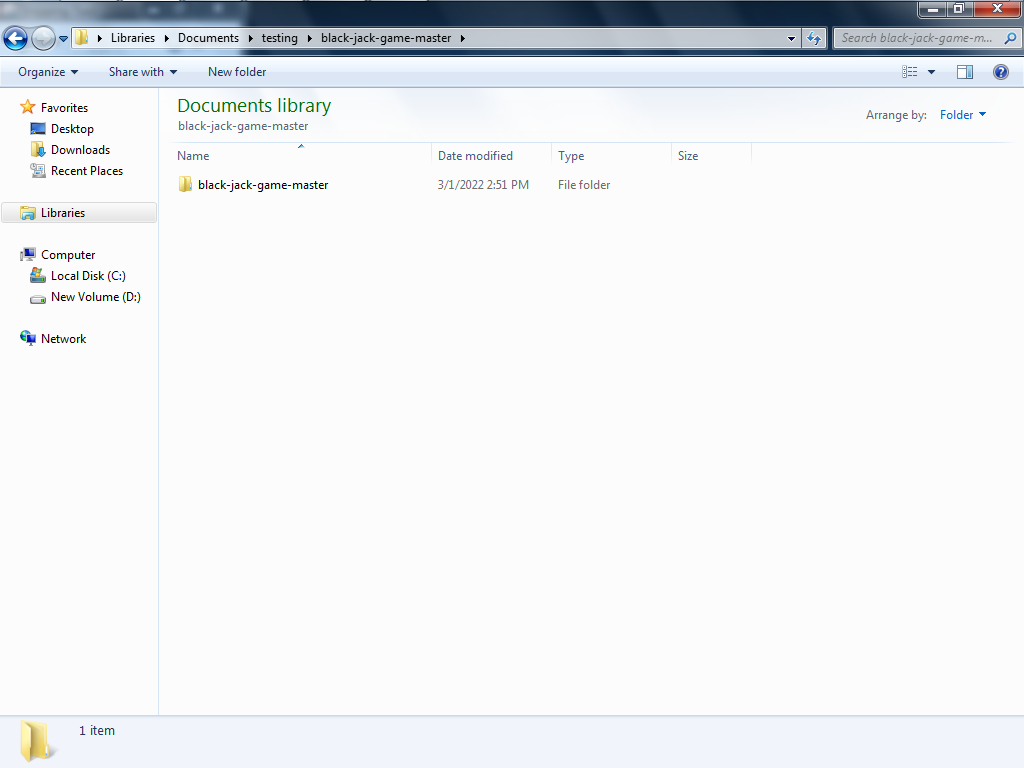 Libraries Documents testing black-jack-game-master
Search black-jack-game-m...
Organize Share with New folder
Favorites
Desktop
Downloads
Recent Places
Libraries
Computer
Local Disk (C:)
New Volume (D:)
Network
Documents library
black-jack-game-master
Arrange by: Folder
Name Date modified Type Size
black-jack-game-master 3/1/2022 2:51 PM File folder
1 item